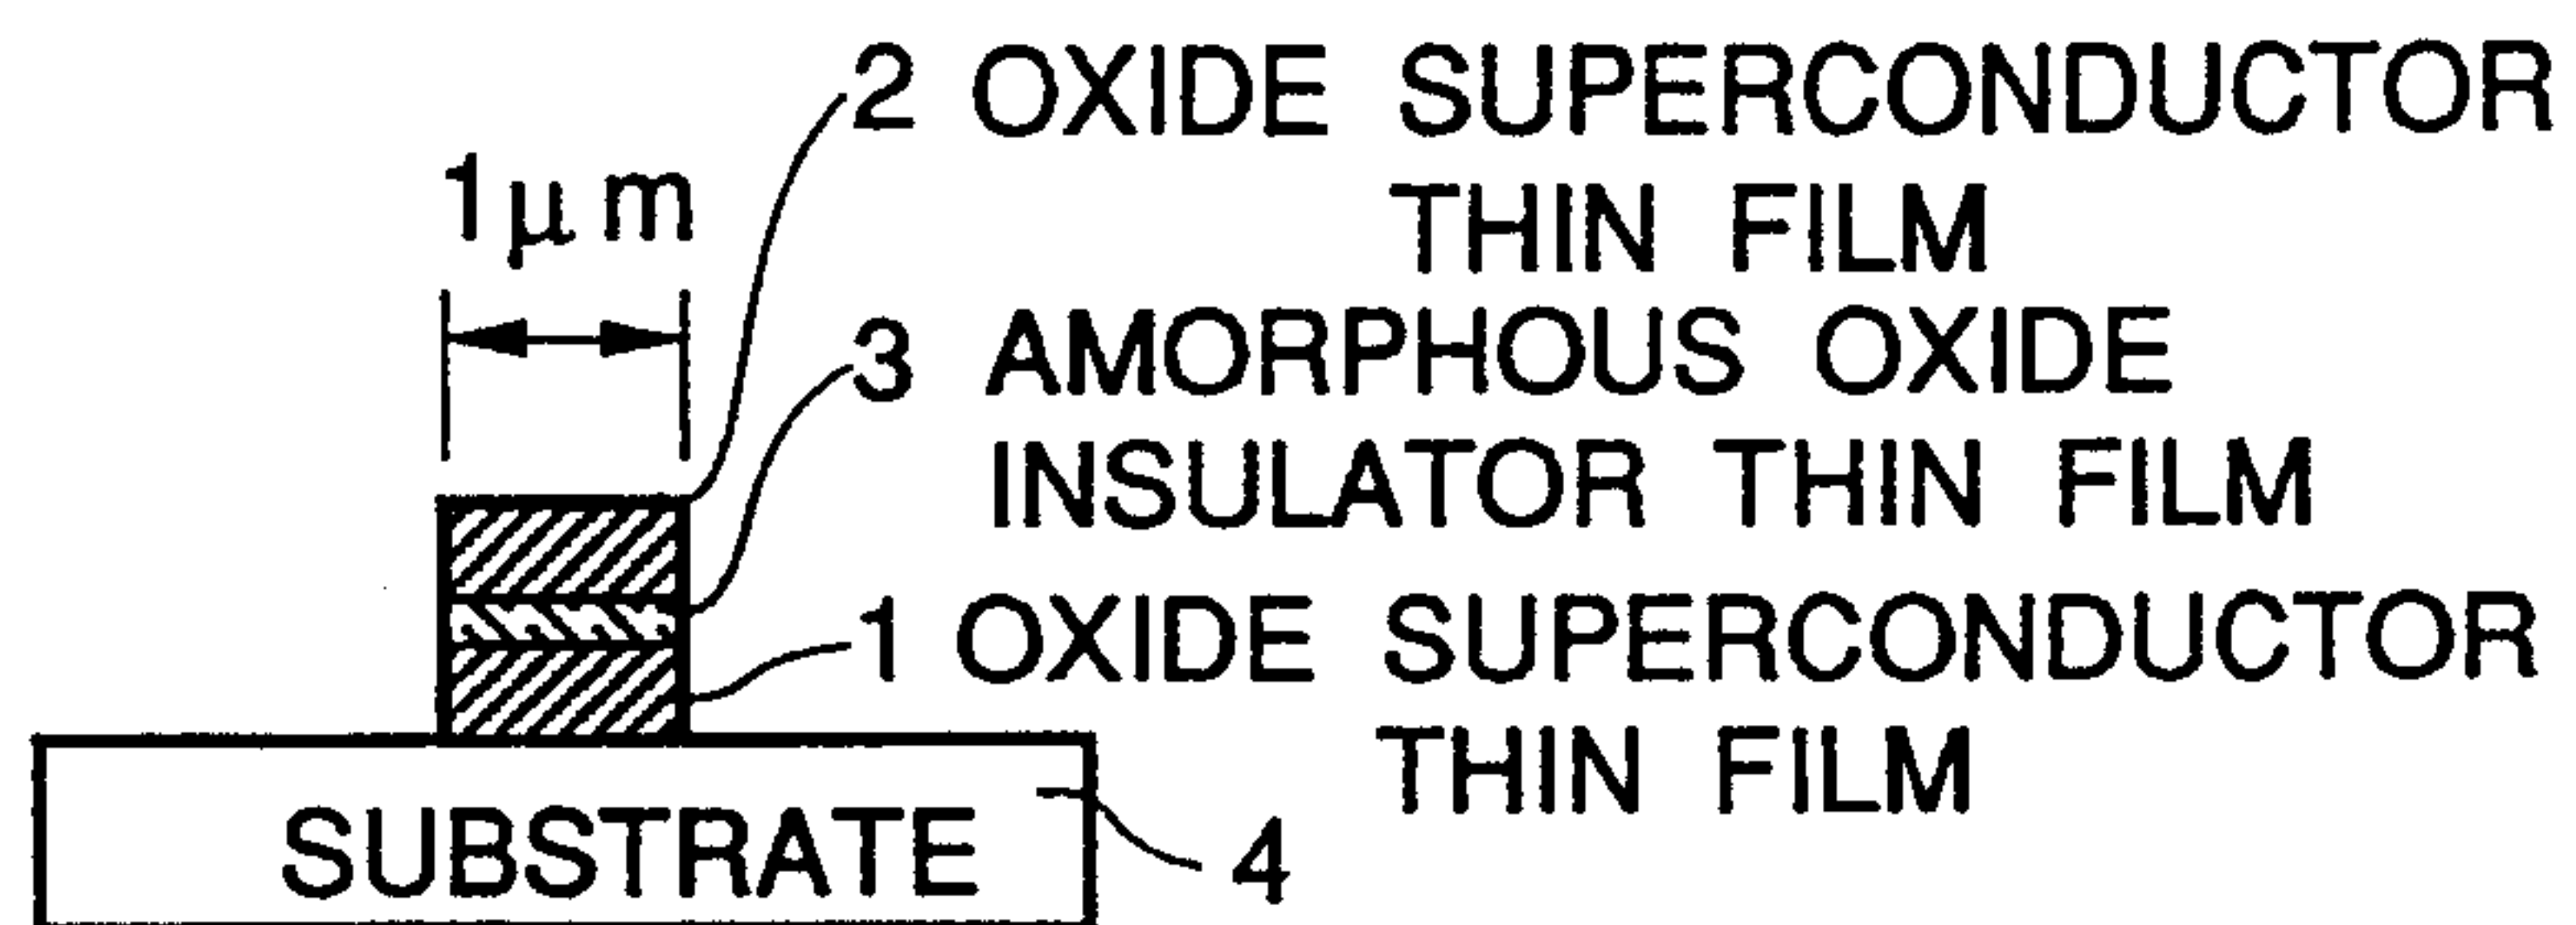 2 OXIDE SUPERCONDUCTOR
THIN FILM
1μm
3 AMORPHOUS OXIDE
INSULATOR THIN FILM
1 OXIDE SUPERCONDUCTOR
THIN FILM
SUBSTRATE
4